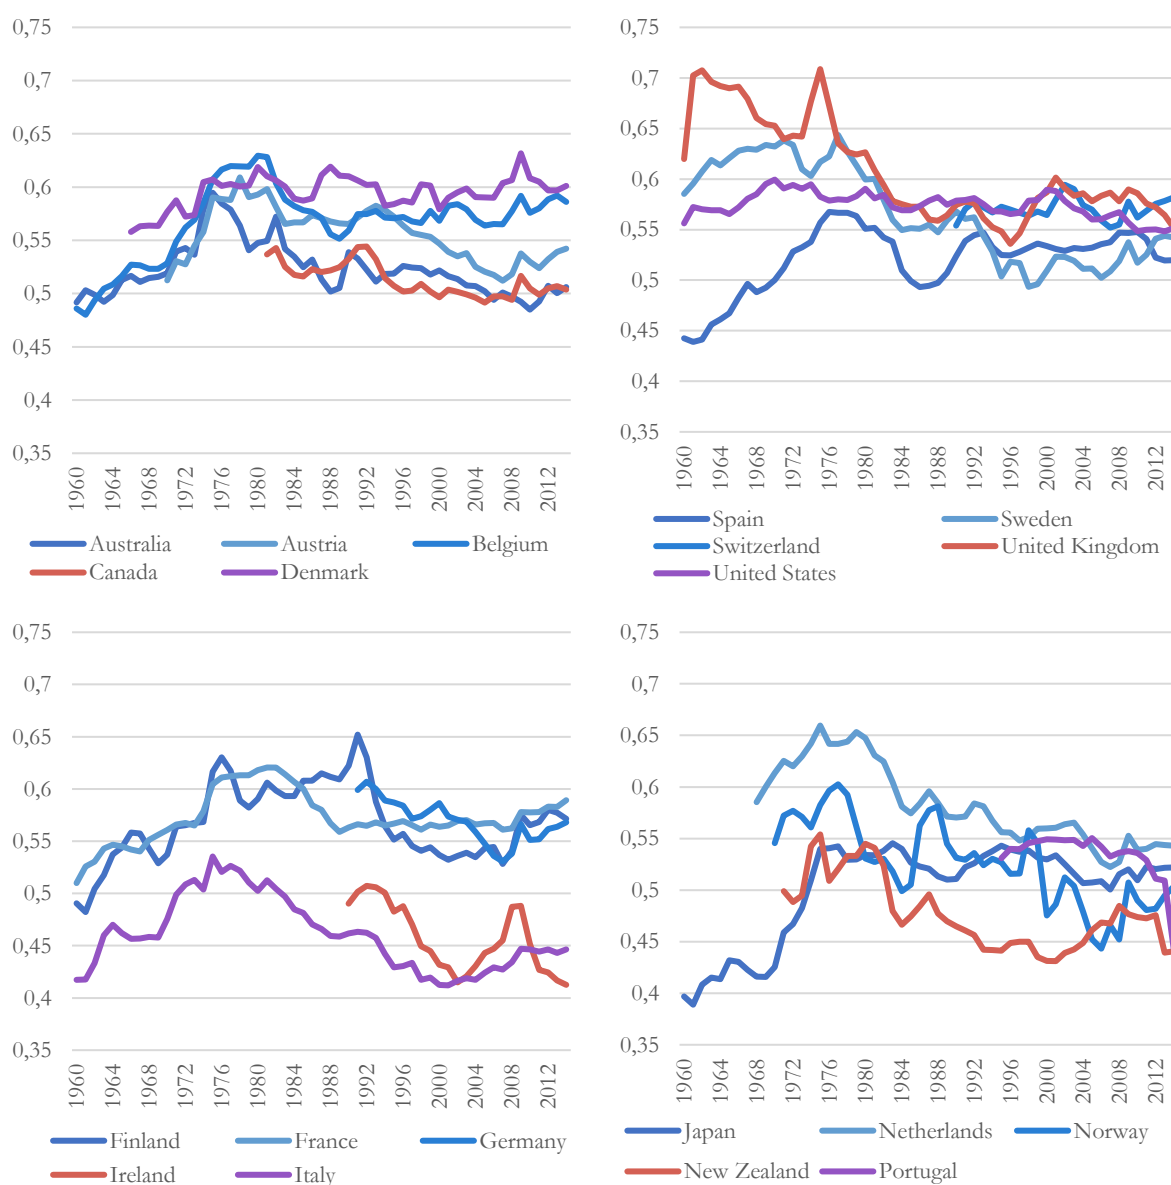 0,75
0,7
0,65
0,6
0,55
0,5
0,45
0,4
0,35
1960 1964 1968 1972 1976 1980 1984 1988 1992 1996 2000 2004 2008 2012
Australia Austria Belgium
Canada Denmark
0,75
0,7
0,65
0,6
0,55
0,5
0,45
0,4
0,35
1960 1964 1968 1972 1976 1980 1984 1988 1992 1996 2000 2004 2008 2012
Spain Sweden
Switzerland United Kingdom
United States
0,75
0,7
0,65
0,6
0,55
0,5
0,45
0,4
0,35
1960 1964 1968 1972 1976 1980 1984 1988 1992 1996 2000 2004 2008 2012
Finland France Germany
Ireland Italy
0,75
0,7
0,65
0,6
0,55
0,5
0,45
0,4
0,35
1960 1964 1968 1972 1976 1980 1984 1988 1992 1996 2000 2004 2008 2012
Japan Netherlands Norway
New Zealand Portugal